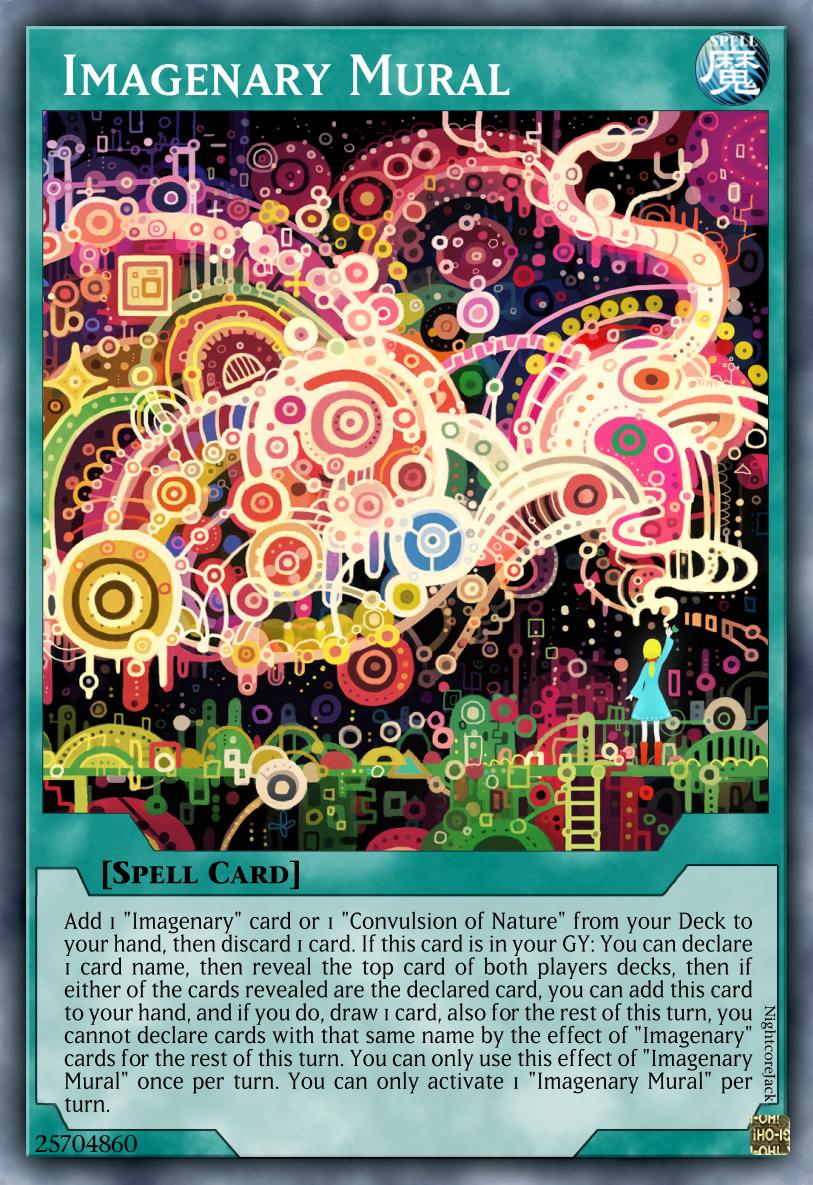 Imagenary Mural
SPELL
魔
[Spell Card]
Add 1 "Imagenary" card or 1 "Convulsion of Nature" from your Deck to
your hand, then discard 1 card. If this card is in your GY: You can declare
1 card name, then reveal the top card of both players decks, then if
either of the cards revealed are the declared card, you can add this card
to your hand, and if you do, draw 1 card, also for the rest of this turn, you
cannot declare cards with that same name by the effect of "Imagenary"
cards for the rest of this turn. You can only use this effect of "Imagenary
Mural" once per turn. You can only activate 1 "Imagenary Mural" per
turn.
NightcoreJack
25704860